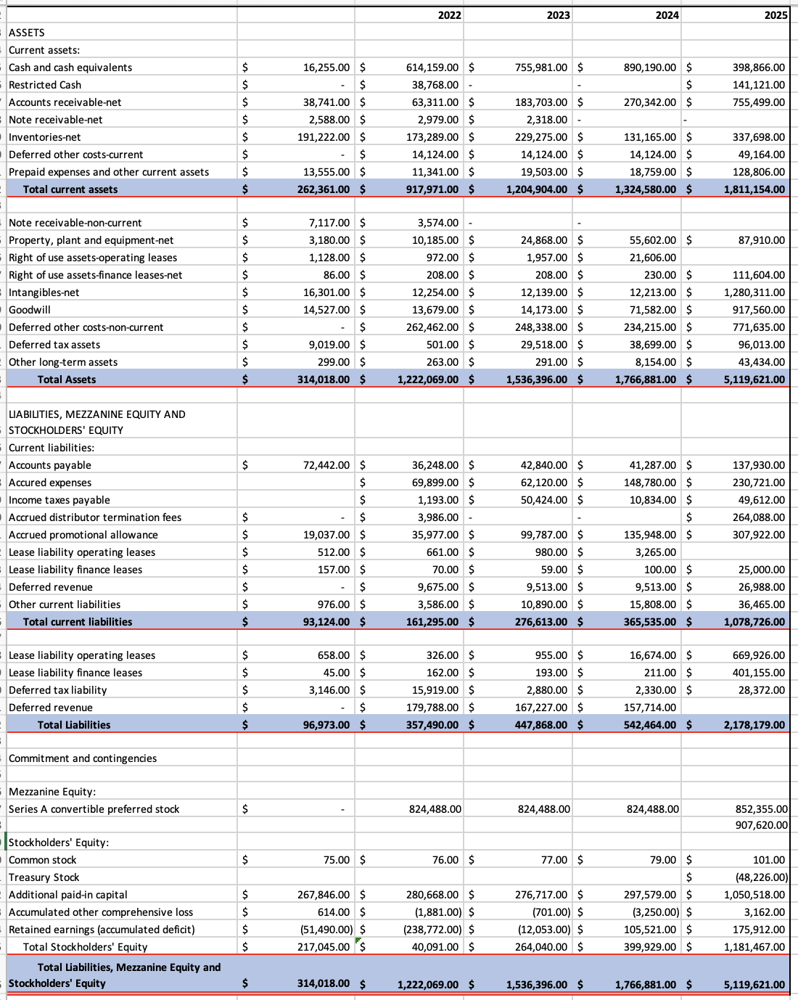 2022 2023 2024 2025
ASSETS
Current assets:
Cash and cash equivalents $ 16,255.00 $ 614,159.00 $ 755,981.00 $ 890,190.00 $ 398,866.00
Restricted Cash $ - $ 38,768.00 - - $ 141,121.00
Accounts receivable-net $ 38,741.00 $ 63,311.00 $ 183,703.00 $ 270,342.00 $ 755,499.00
Note receivable-net $ 2,588.00 $ 2,979.00 $ 2,318.00 - -
Inventories-net $ 191,222.00 $ 173,289.00 $ 229,275.00 $ 131,165.00 $ 337,698.00
Deferred other costs-current $ - $ 14,124.00 $ 14,124.00 $ 14,124.00 $ 49,164.00
Prepaid expenses and other current assets $ 13,555.00 $ 11,341.00 $ 19,503.00 $ 18,759.00 $ 128,806.00
Total current assets $ 262,361.00 $ 917,971.00 $ 1,204,904.00 $ 1,324,580.00 $ 1,811,154.00
Note receivable-non-current $ 7,117.00 $ 3,574.00 - -
Property, plant and equipment-net $ 3,180.00 $ 10,185.00 $ 24,868.00 $ 55,602.00 $ 87,910.00
Right of use assets-operating leases $ 1,128.00 $ 972.00 $ 1,957.00 $ 21,606.00
Right of use assets-finance leases-net $ 86.00 $ 208.00 $ 208.00 $ 230.00 $ 111,604.00
Intangibles-net $ 16,301.00 $ 12,254.00 $ 12,139.00 $ 12,213.00 $ 1,280,311.00
Goodwill $ 14,527.00 $ 13,679.00 $ 14,173.00 $ 71,582.00 $ 917,560.00
Deferred other costs-non-current $ - $ 262,462.00 $ 248,338.00 $ 234,215.00 $ 771,635.00
Deferred tax assets $ 9,019.00 $ 501.00 $ 29,518.00 $ 38,699.00 $ 96,013.00
Other long-term assets $ 299.00 $ 263.00 $ 291.00 $ 8,154.00 $ 43,434.00
Total Assets $ 314,018.00 $ 1,222,069.00 $ 1,536,396.00 $ 1,766,881.00 $ 5,119,621.00
LIABILITIES, MEZZANINE EQUITY AND
STOCKHOLDERS' EQUITY
Current liabilities:
Accounts payable $ 72,442.00 $ 36,248.00 $ 42,840.00 $ 41,287.00 $ 137,930.00
Accured expenses $ 69,899.00 $ 62,120.00 $ 148,780.00 $ 230,721.00
Income taxes payable $ 1,193.00 $ 50,424.00 $ 10,834.00 $ 49,612.00
Accrued distributor termination fees $ - $ 3,986.00 - - $ 264,088.00
Accrued promotional allowance $ 19,037.00 $ 35,977.00 $ 99,787.00 $ 135,948.00 $ 307,922.00
Lease liability operating leases $ 512.00 $ 661.00 $ 980.00 $ 3,265.00
Lease liability finance leases $ 157.00 $ 70.00 $ 59.00 $ 100.00 $ 25,000.00
Deferred revenue $ - $ 9,675.00 $ 9,513.00 $ 9,513.00 $ 26,988.00
Other current liabilities $ 976.00 $ 3,586.00 $ 10,890.00 $ 15,808.00 $ 36,465.00
Total current liabilities $ 93,124.00 $ 161,295.00 $ 276,613.00 $ 365,535.00 $ 1,078,726.00
Lease liability operating leases $ 658.00 $ 326.00 $ 955.00 $ 16,674.00 $ 669,926.00
Lease liability finance leases $ 45.00 $ 162.00 $ 193.00 $ 211.00 $ 401,155.00
Deferred tax liability $ 3,146.00 $ 15,919.00 $ 2,880.00 $ 2,330.00 $ 28,372.00
Deferred revenue $ - $ 179,788.00 $ 167,227.00 $ 157,714.00
Total Liabilities $ 96,973.00 $ 357,490.00 $ 447,868.00 $ 542,464.00 $ 2,178,179.00
Commitment and contingencies
Mezzanine Equity:
Series A convertible preferred stock $ - 824,488.00 824,488.00 824,488.00 852,355.00
907,620.00
Stockholders' Equity:
Common stock $ 75.00 $ 76.00 $ 77.00 $ 79.00 $ 101.00
Treasury Stock $ (48,226.00)
Additional paid-in capital $ 267,846.00 $ 280,668.00 $ 276,717.00 $ 297,579.00 $ 1,050,518.00
Accumulated other comprehensive loss $ 614.00 $ (1,881.00) $ (701.00) $ (3,250.00) $ 3,162.00
Retained earnings (accumulated deficit) $ (51,490.00) $ (238,772.00) $ (12,053.00) $ 105,521.00 $ 175,912.00
Total Stockholders' Equity $ 217,045.00 $ 40,091.00 $ 264,040.00 $ 399,929.00 $ 1,181,467.00
Total Liabilities, Mezzanine Equity and
Stockholders' Equity $ 314,018.00 $ 1,222,069.00 $ 1,536,396.00 $ 1,766,881.00 $ 5,119,621.00